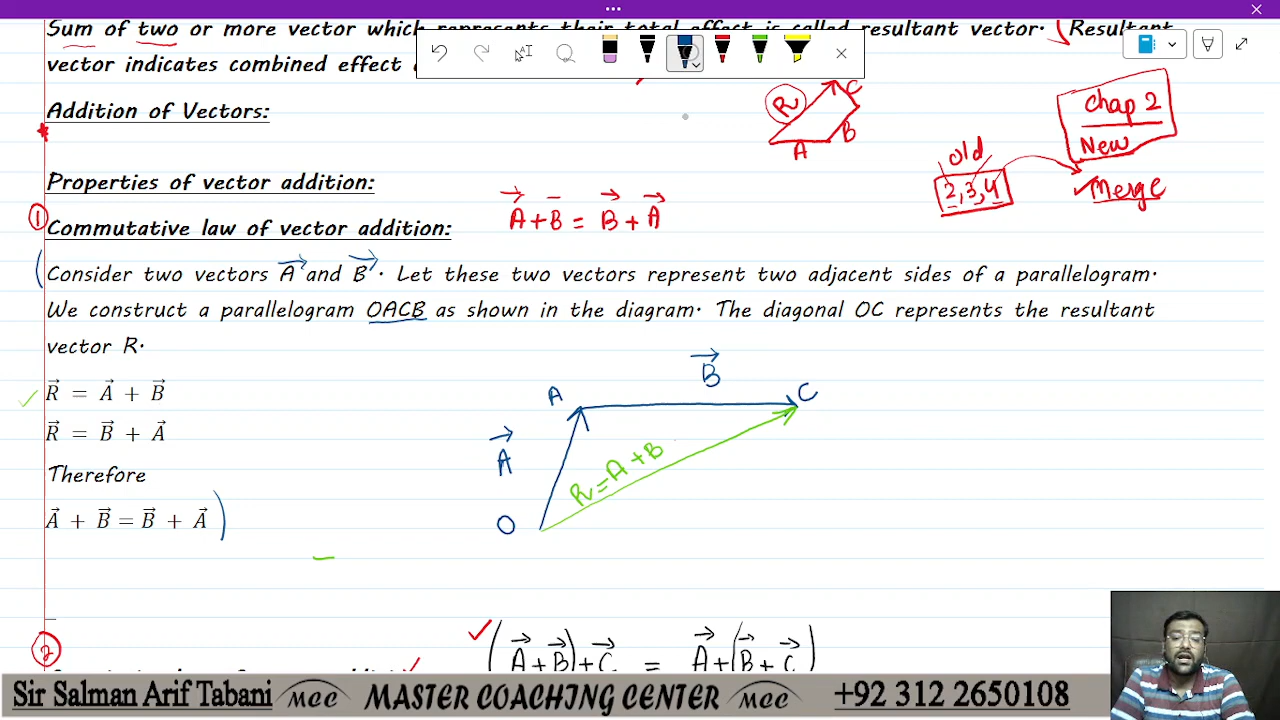 Sum of two or more vector which represents their total effect is called resultant vector. Resultant
vector indicates combined effect
Addition of Vectors:
R
C
A
B
Chap 2
New
Old
2,3,4
Merge
Properties of vector addition:
1
Commutative law of vector addition:
A + B = B + A
Consider two vectors A and B. Let these two vectors represent two adjacent sides of a parallelogram.
We construct a parallelogram OACB as shown in the diagram. The diagonal OC represents the resultant
vector R.
R⃗ = A⃗ + B⃗
R⃗ = B⃗ + A⃗
Therefore
A⃗ + B⃗ = B⃗ + A⃗
B
A
C
A
R = A + B
O
2
(A + B) + C = A + (B + C)
Sir Salman Arif Tabani MCC MASTER COACHING CENTER MCC +92 312 2650108